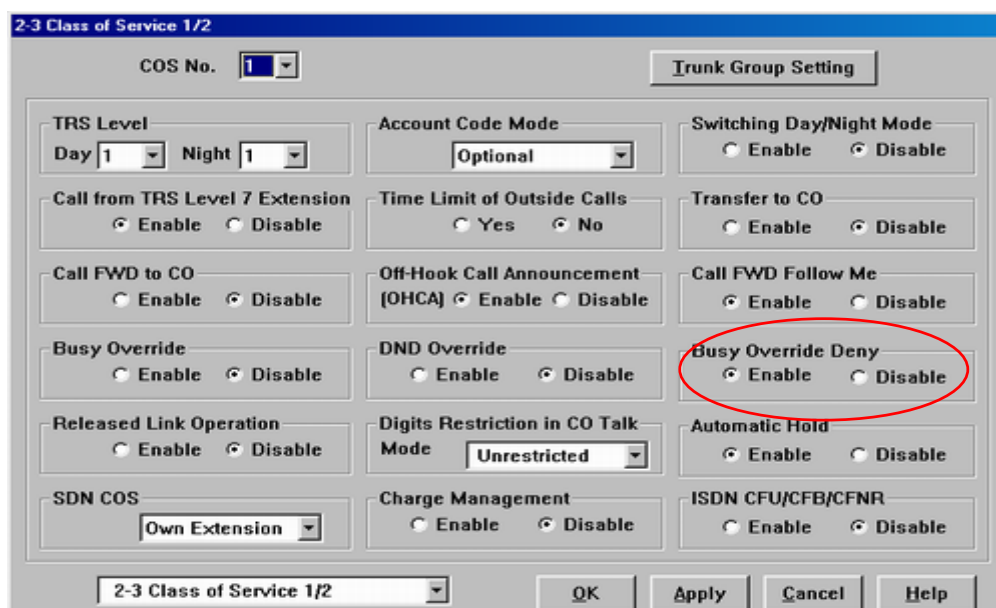 2-3 Class of Service 1/2
COS No. 1
Trunk Group Setting
TRS Level
Day 1 Night 1
Account Code Mode
Optional
Switching Day/Night Mode
Enable Disable
Call from TRS Level 7 Extension
Enable Disable
Time Limit of Outside Calls
Yes No
Transfer to CO
Enable Disable
Call FWD to CO
Enable Disable
Off-Hook Call Announcement
(OHCA) Enable Disable
Call FWD Follow Me
Enable Disable
Busy Override
Enable Disable
DND Override
Enable Disable
Busy Override Deny
Enable Disable
Released Link Operation
Enable Disable
Digits Restriction in CO Talk
Mode Unrestricted
Automatic Hold
Enable Disable
SDN COS
Own Extension
Charge Management
Enable Disable
ISDN CFU/CFB/CFNR
Enable Disable
2-3 Class of Service 1/2
OK Apply Cancel Help